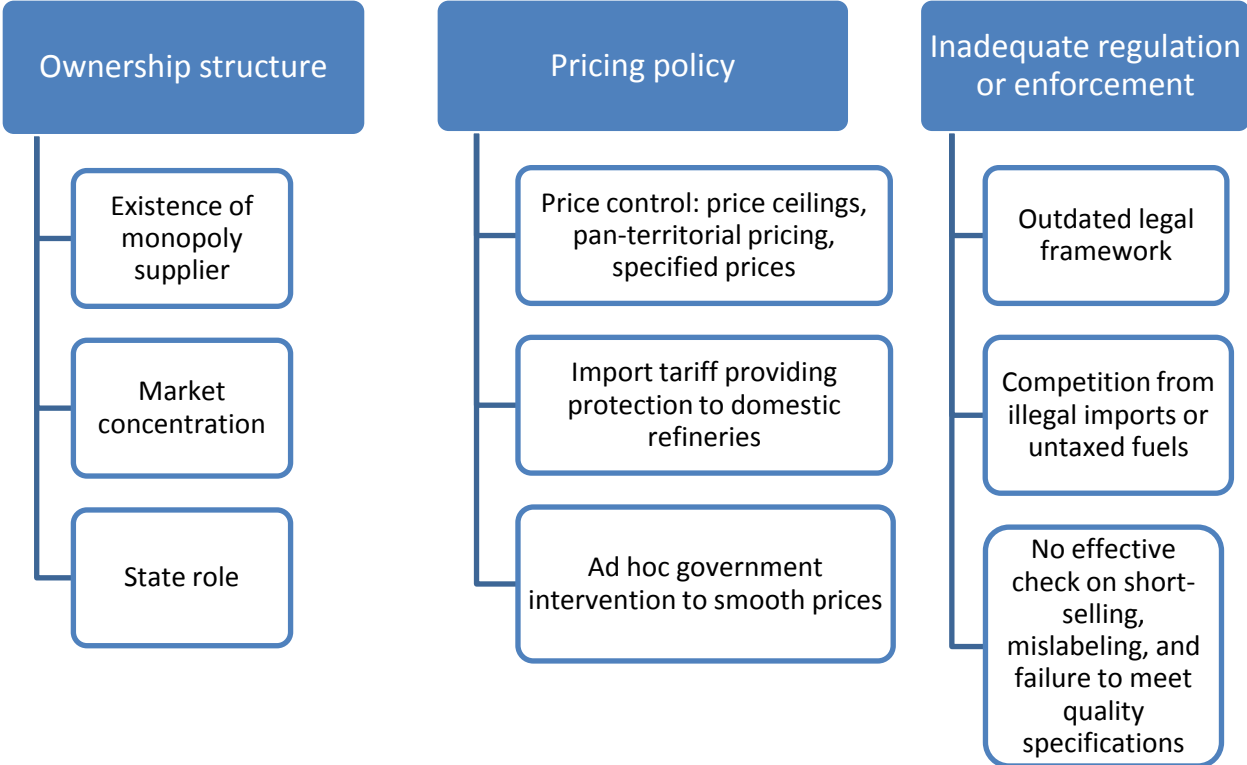 Ownership structure
Existence of
monopoly
supplier
Market
concentration
State role
Pricing policy
Price control: price ceilings,
pan-territorial pricing,
specified prices
Import tariff providing
protection to domestic
refineries
Ad hoc government
intervention to smooth prices
Inadequate regulation
or enforcement
Outdated legal
framework
Competition from
illegal imports or
untaxed fuels
No effective
check on short-
selling,
mislabeling, and
failure to meet
quality
specifications